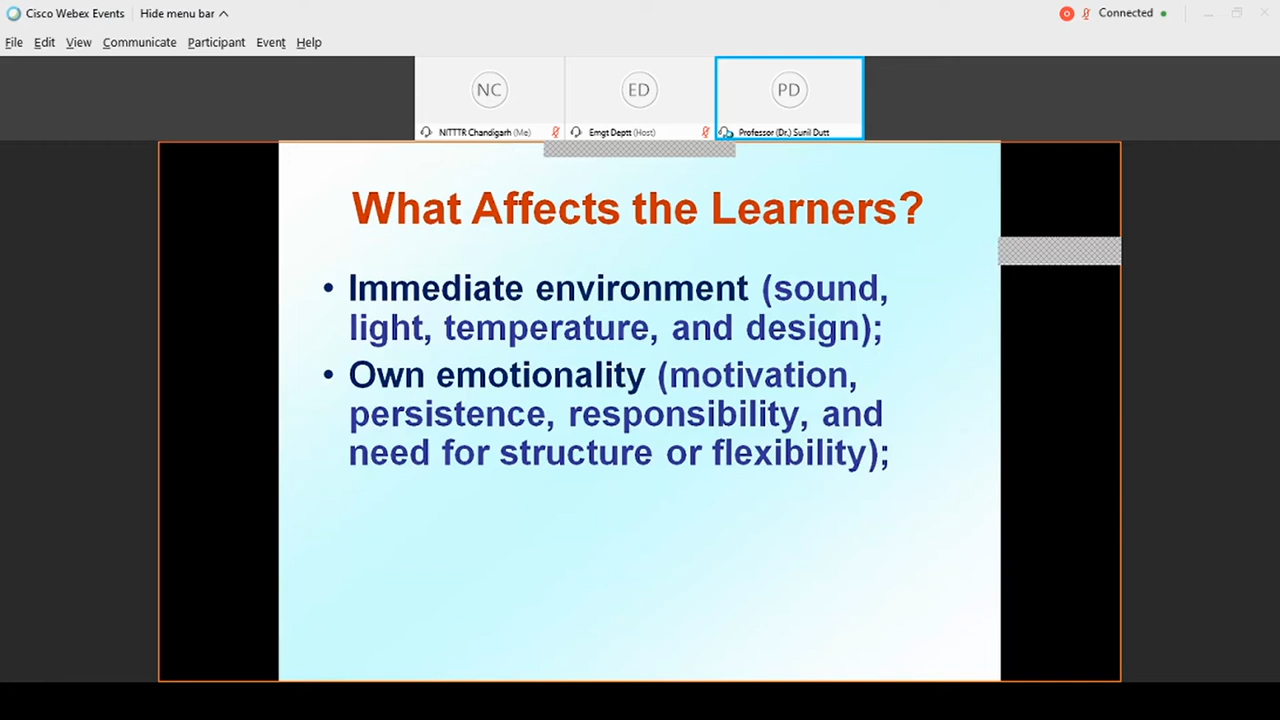 Cisco Webex Events Hide menu bar Connected
File Edit View Communicate Participant Event Help
NC ED PD
NITTTR Chandigarh (Me) Emgt Deptt (Host) Professor (Dr.) Sunil Dutt
What Affects the Learners?
• Immediate environment (sound,
light, temperature, and design);
• Own emotionality (motivation,
persistence, responsibility, and
need for structure or flexibility);